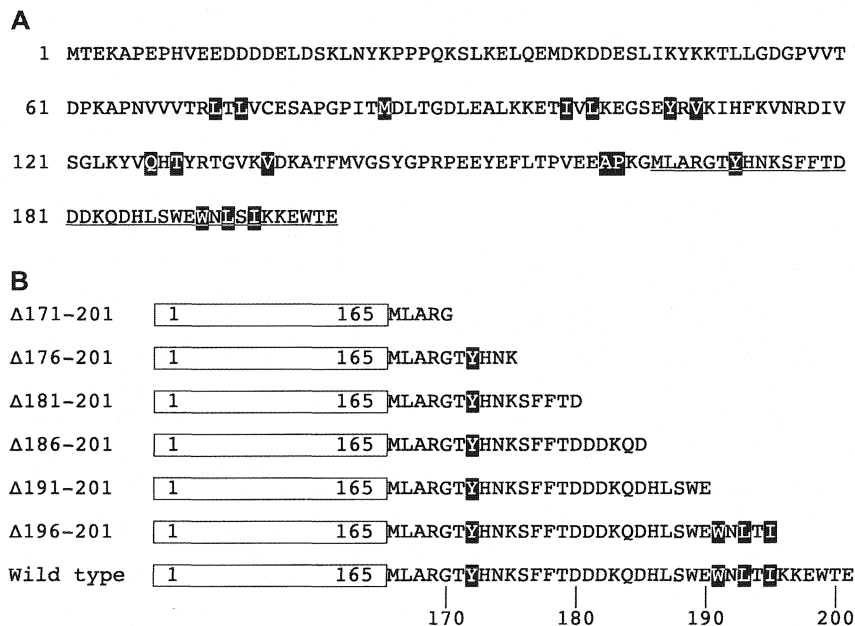 A
1 MTEKAPEPHVEEDDDDELDSKLNYKPPPQKSLKELQEMDKDDESLIKYKKTLLGDGPVVT
61 DPKAPNVVVTRLTLVCESAPGPITMDLTGDLEALKKETIVLKEGSEYRVKIHFKVNRDIV
121 SGLKYVQHTYRTGVKVDKATFMVGSYGPRPEEYEFLTPVEEAPKGMLARGTYHNKSFFTD
181 DDKQDHLSWEWNLSIKKEWTE
B
Δ171-201 1 165 MLARG
Δ176-201 1 165 MLARGTYHNK
Δ181-201 1 165 MLARGTYHNKSFFTD
Δ186-201 1 165 MLARGTYHNKSFFTDDDKQD
Δ191-201 1 165 MLARGTYHNKSFFTDDDKQDHLSWE
Δ196-201 1 165 MLARGTYHNKSFFTDDDKQDHLSWEWNLTI
Wild type 1 165 MLARGTYHNKSFFTDDDKQDHLSWEWNLTIKKEWTE
170 180 190 200